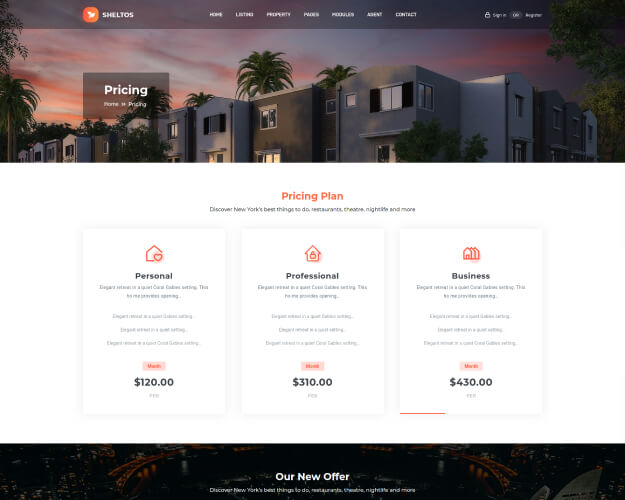 SHELTOS
HOME LISTING PROPERTY PAGES MODULES AGENT CONTACT
Sign in OR Register
Pricing
Home » Pricing
Pricing Plan
Discover New York's best things to do, restaurants, theatre, nightlife and more
Personal
Elegant retreat in a quiet Coral Gables setting. This
ho me provides opening...
Elegant retreat in a quiet Gables setting...
Elegant retreat in a quiet setting...
Elegant retreat in a quiet Coral Gables setting...
Month
$120.00
PER
Professional
Elegant retreat in a quiet Coral Gables setting. This
ho me provides opening...
Elegant retreat in a quiet Gables setting...
Elegant retreat in a quiet setting...
Elegant retreat in a quiet Coral Gables setting...
Month
$310.00
PER
Business
Elegant retreat in a quiet Coral Gables setting. This
ho me provides opening...
Elegant retreat in a quiet Gables setting...
Elegant retreat in a quiet setting...
Elegant retreat in a quiet Coral Gables setting...
Month
$430.00
PER
Our New Offer
Discover New York's best things to do, restaurants, theatre, nightlife and more